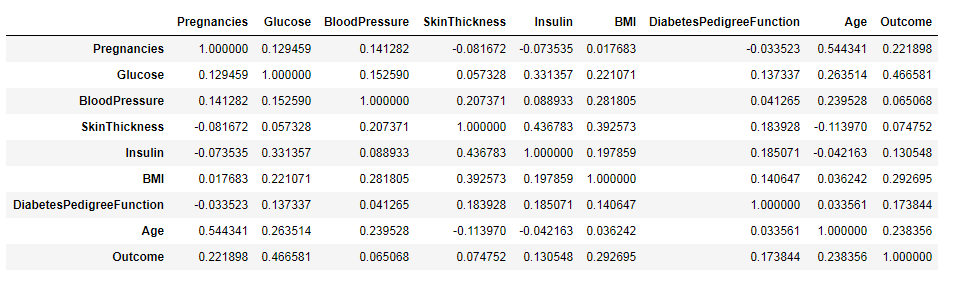 Pregnancies Glucose BloodPressure SkinThickness Insulin BMI DiabetesPedigreeFunction Age Outcome
Pregnancies 1.000000 0.129459 0.141282 -0.081672 -0.073535 0.017683 -0.033523 0.544341 0.221898
Glucose 0.129459 1.000000 0.152590 0.057328 0.331357 0.221071 0.137337 0.263514 0.466581
BloodPressure 0.141282 0.152590 1.000000 0.207371 0.088933 0.281805 0.041265 0.239528 0.065068
SkinThickness -0.081672 0.057328 0.207371 1.000000 0.436783 0.392573 0.183928 -0.113970 0.074752
Insulin -0.073535 0.331357 0.088933 0.436783 1.000000 0.197859 0.185071 -0.042163 0.130548
BMI 0.017683 0.221071 0.281805 0.392573 0.197859 1.000000 0.140647 0.036242 0.292695
DiabetesPedigreeFunction -0.033523 0.137337 0.041265 0.183928 0.185071 0.140647 1.000000 0.033561 0.173844
Age 0.544341 0.263514 0.239528 -0.113970 -0.042163 0.036242 0.033561 1.000000 0.238356
Outcome 0.221898 0.466581 0.065068 0.074752 0.130548 0.292695 0.173844 0.238356 1.000000